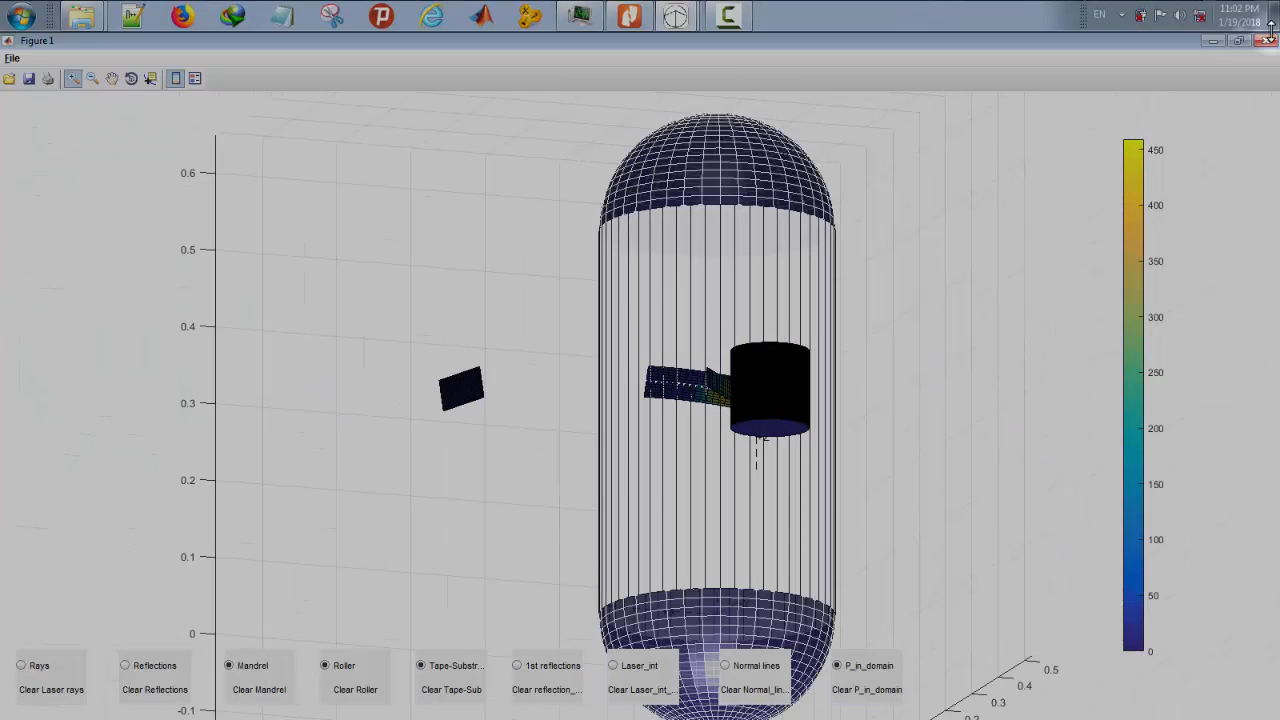 EN
11:02 PM
1/19/2018
Figure 1
File
0.6
0.5
0.4
0.3
0.2
0.1
0
-0.1
0.5
0.4
0.3
0.2
450
400
350
300
250
200
150
100
50
0
Rays
Reflections
Mandrel
Roller
Tape-Substr...
1st reflections
Laser_int
Normal lines
P_in_domain
Clear Laser rays
Clear Reflections
Clear Mandrel
Clear Roller
Clear Tape-Sub
Clear reflection_...
Clear Laser_int_...
Clear Normal_lin...
Clear P_in_domain